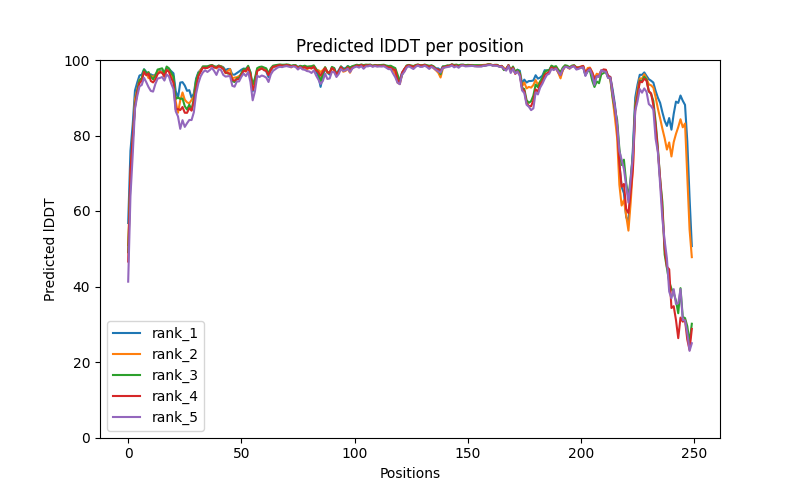 Predicted lDDT per position
100
80
60
40
20
0
Predicted lDDT
rank_1
rank_2
rank_3
rank_4
rank_5
0 50 100 150 200 250
Positions